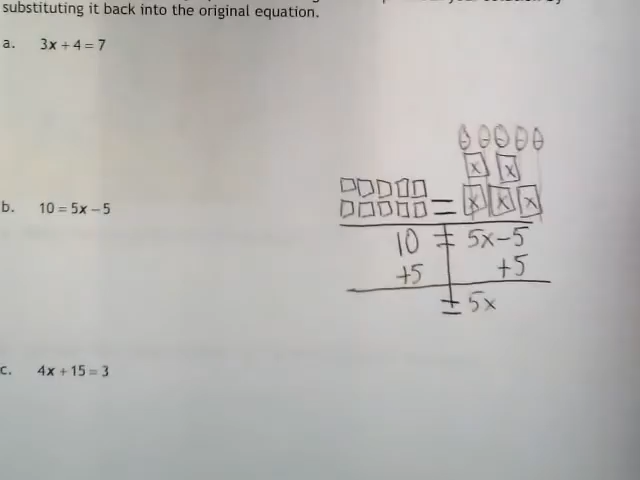 substituting it back into the original equation.
a. 3x + 4 = 7
x x
= x x x
b. 10 = 5x – 5
10 = 5x – 5
+5 +5
= 5x
c. 4x + 15 = 3